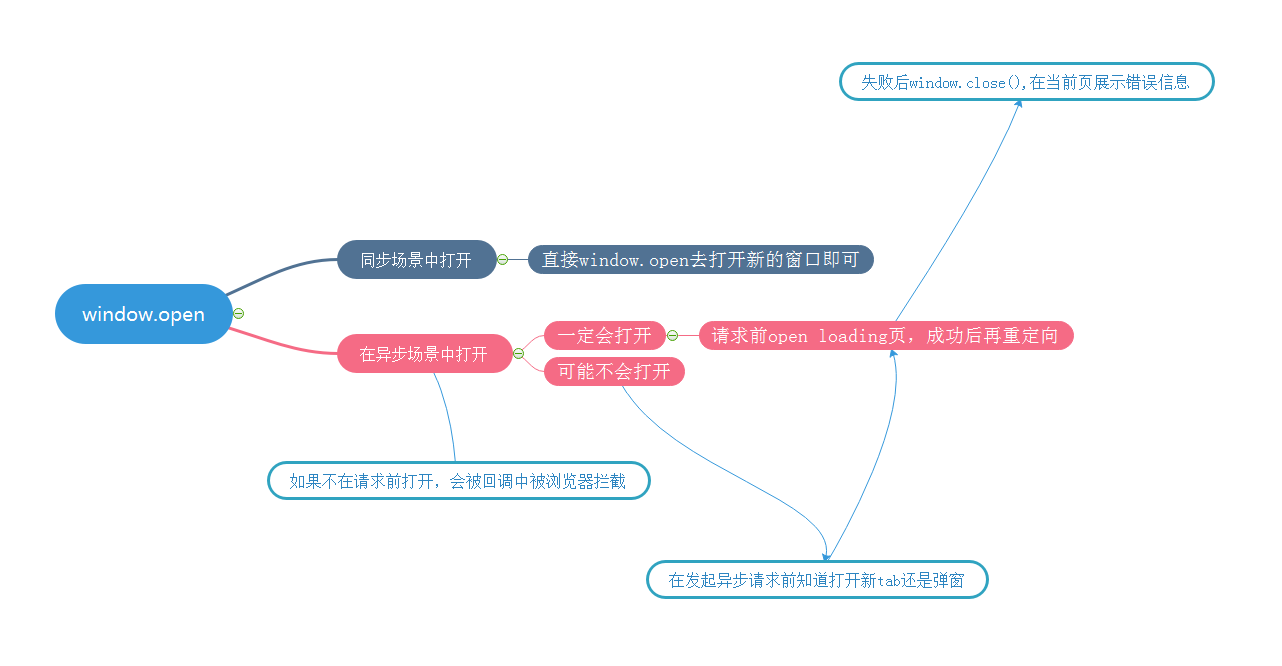 失败后window.close(),在当前页展示错误信息
同步场景中打开
直接window.open去打开新的窗口即可
window.open
一定会打开
请求前open loading页，成功后再重定向
在异步场景中打开
可能不会打开
如果不在请求前打开，会被回调中被浏览器拦截
在发起异步请求前知道打开新tab还是弹窗